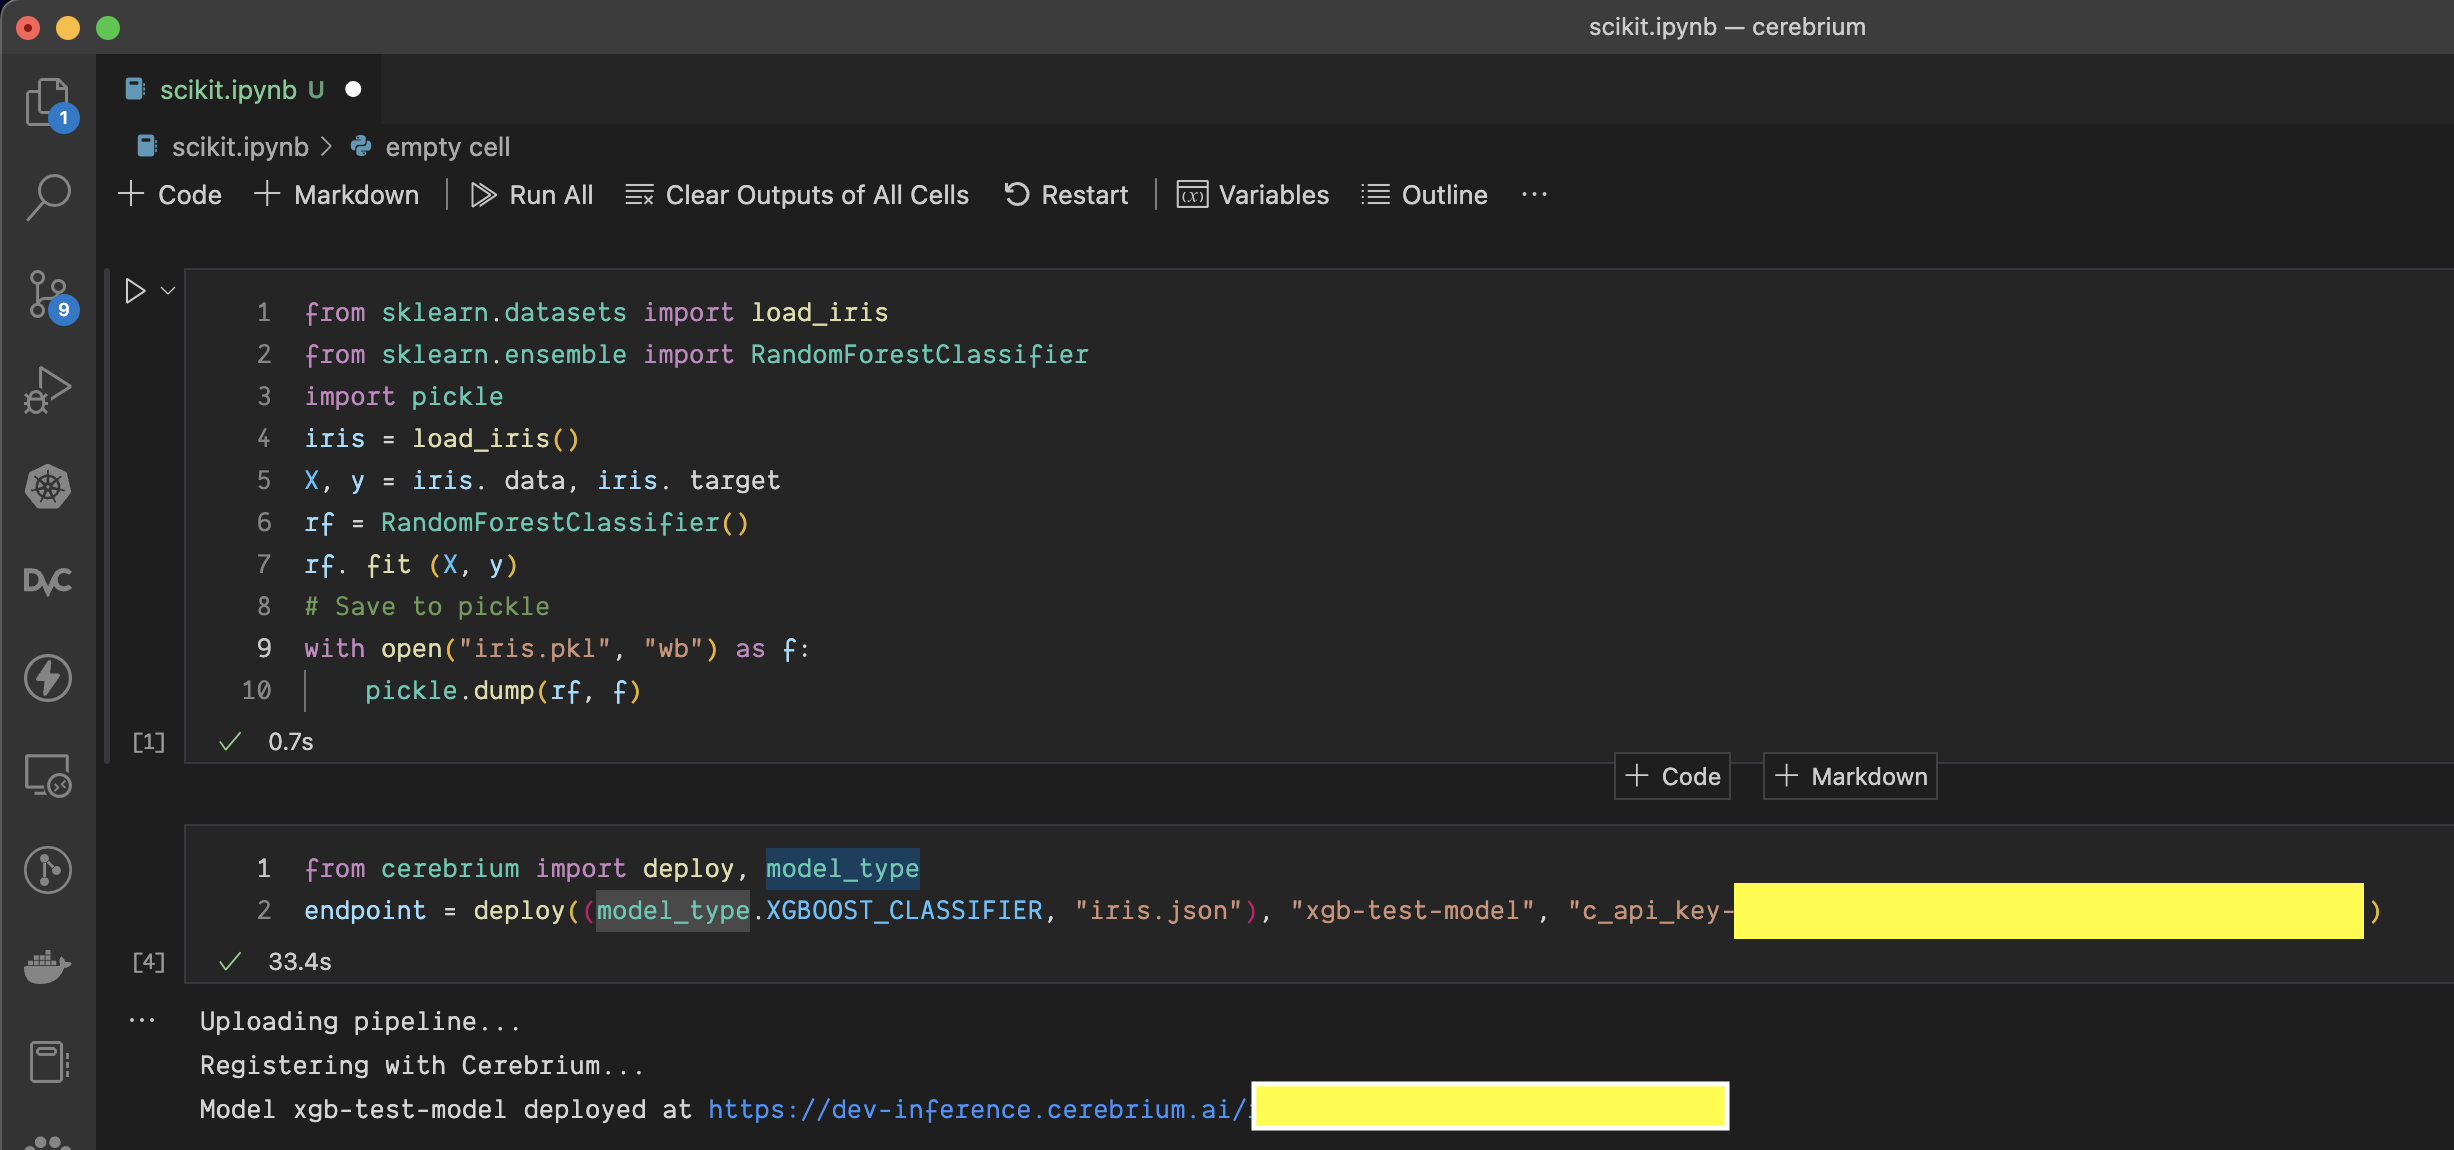 scikit.ipynb — cerebrium
scikit.ipynb U
1
scikit.ipynb > empty cell
+ Code + Markdown Run All Clear Outputs of All Cells Restart (x) Variables Outline ...
9
1 from sklearn.datasets import load_iris
2 from sklearn.ensemble import RandomForestClassifier
3 import pickle
4 iris = load_iris()
5 X, y = iris. data, iris. target
6 rf = RandomForestClassifier()
7 rf. fit (X, y)
8 # Save to pickle
9 with open("iris.pkl", "wb") as f:
10 pickle.dump(rf, f)
DVC
[1] ✓ 0.7s
+ Code + Markdown
1 from cerebrium import deploy, model_type
2 endpoint = deploy((model_type.XGBOOST_CLASSIFIER, "iris.json"), "xgb-test-model", "c_api_key- )
[4] ✓ 33.4s
... Uploading pipeline...
Registering with Cerebrium...
Model xgb-test-model deployed at https://dev-inference.cerebrium.ai/